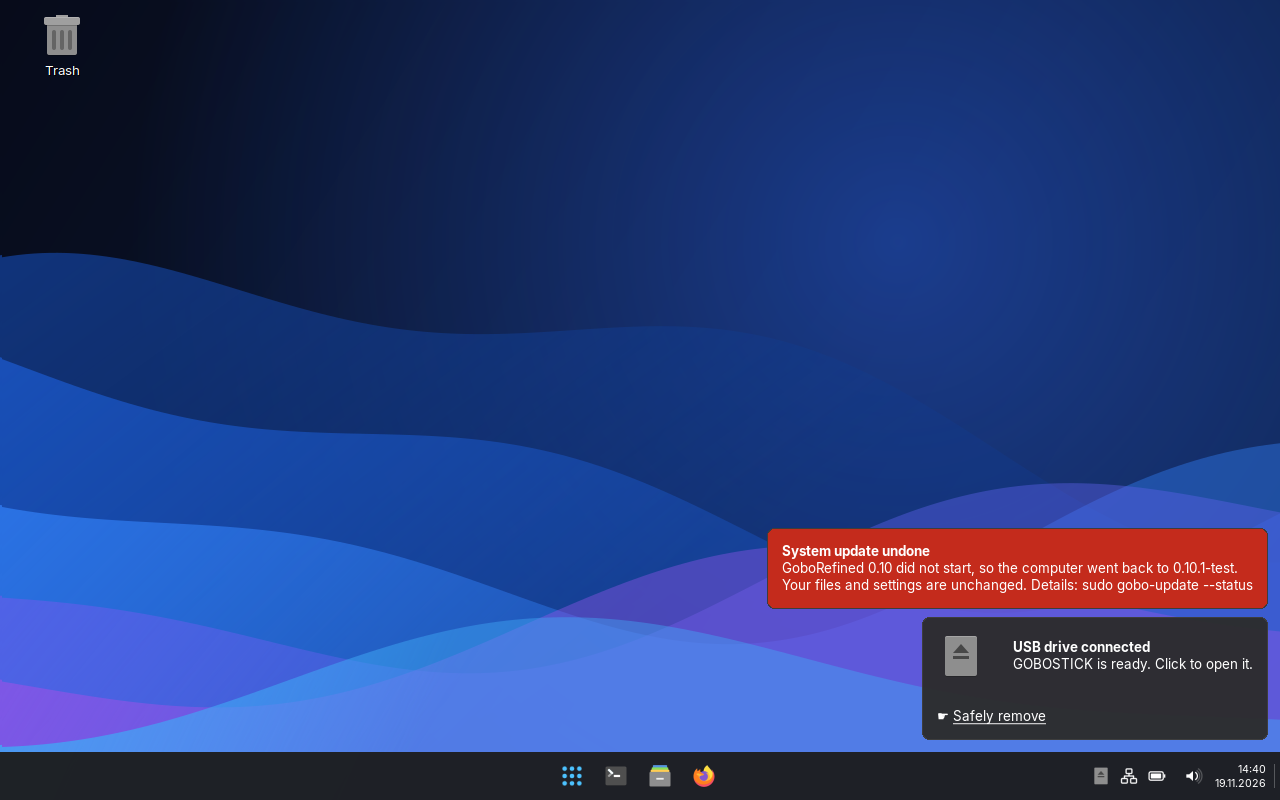 Trash
System update undone
GoboRefined 0.10 did not start, so the computer went back to 0.10.1-test.
Your files and settings are unchanged. Details: sudo gobo-update --status
USB drive connected
GOBOSTICK is ready. Click to open it.
☛ Safely remove
14:40
19.11.2026